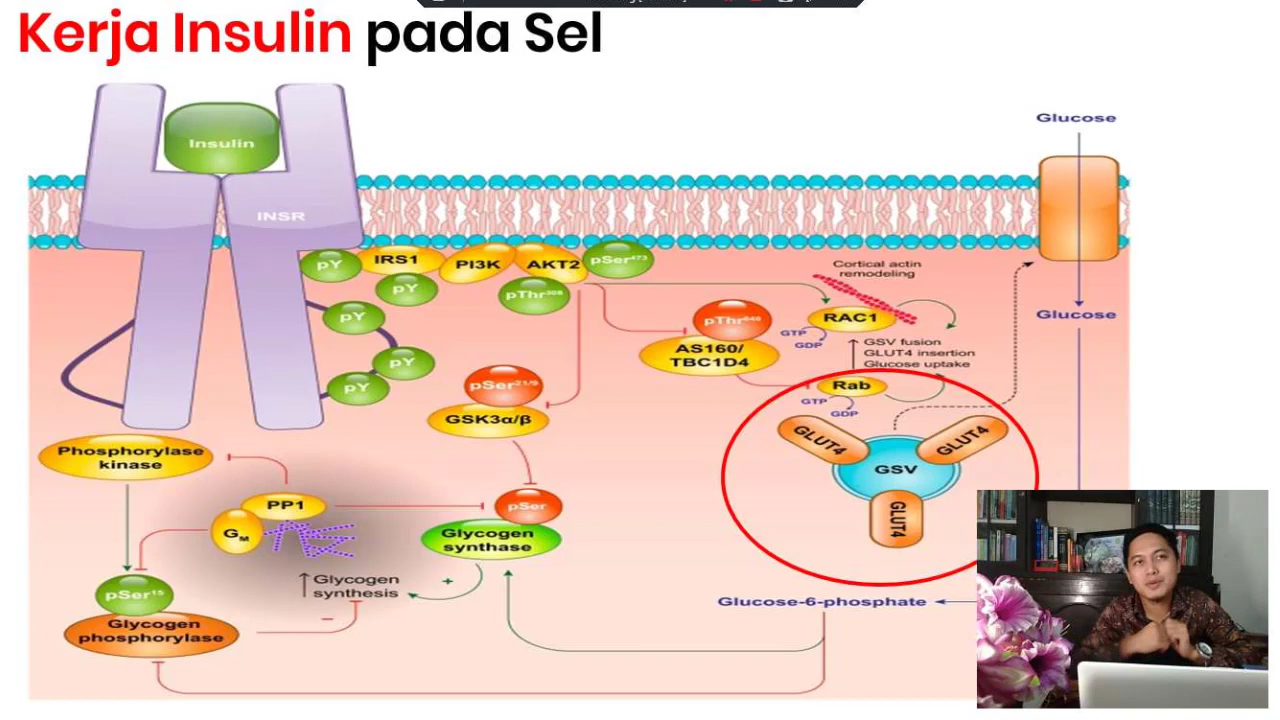 Kerja Insulin pada Sel
Glucose
Insulin
INSR
pY
IRS1
PI3K
AKT2
pSer473
pY
pThr308
pY
pY
pY
Cortical actin
remodeling
RAC1
GTP
GDP
Glucose
pThr
AS160/
TBC1D4
GSV fusion
GLUT4 insertion
Glucose uptake
Rab
GTP
GDP
pSer21/9
GSK3α/β
GLUT4
GLUT4
GSV
GLUT4
Phosphorylase
kinase
PP1
GM
pSer
Glycogen
synthase
+
↑ Glycogen
synthesis
−
pSer15
Glycogen
phosphorylase
Glucose-6-phosphate